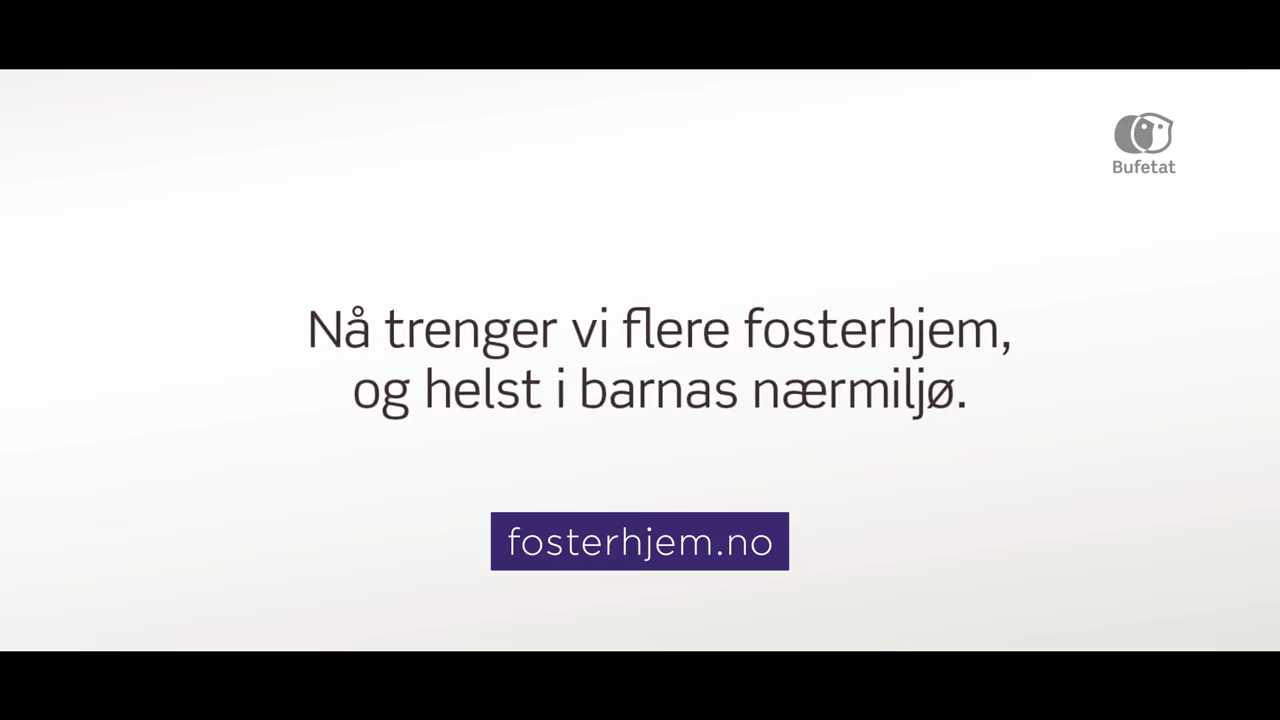 Bufetat
Nå trenger vi flere fosterhjem,
og helst i barnas nærmiljø.
fosterhjem.no